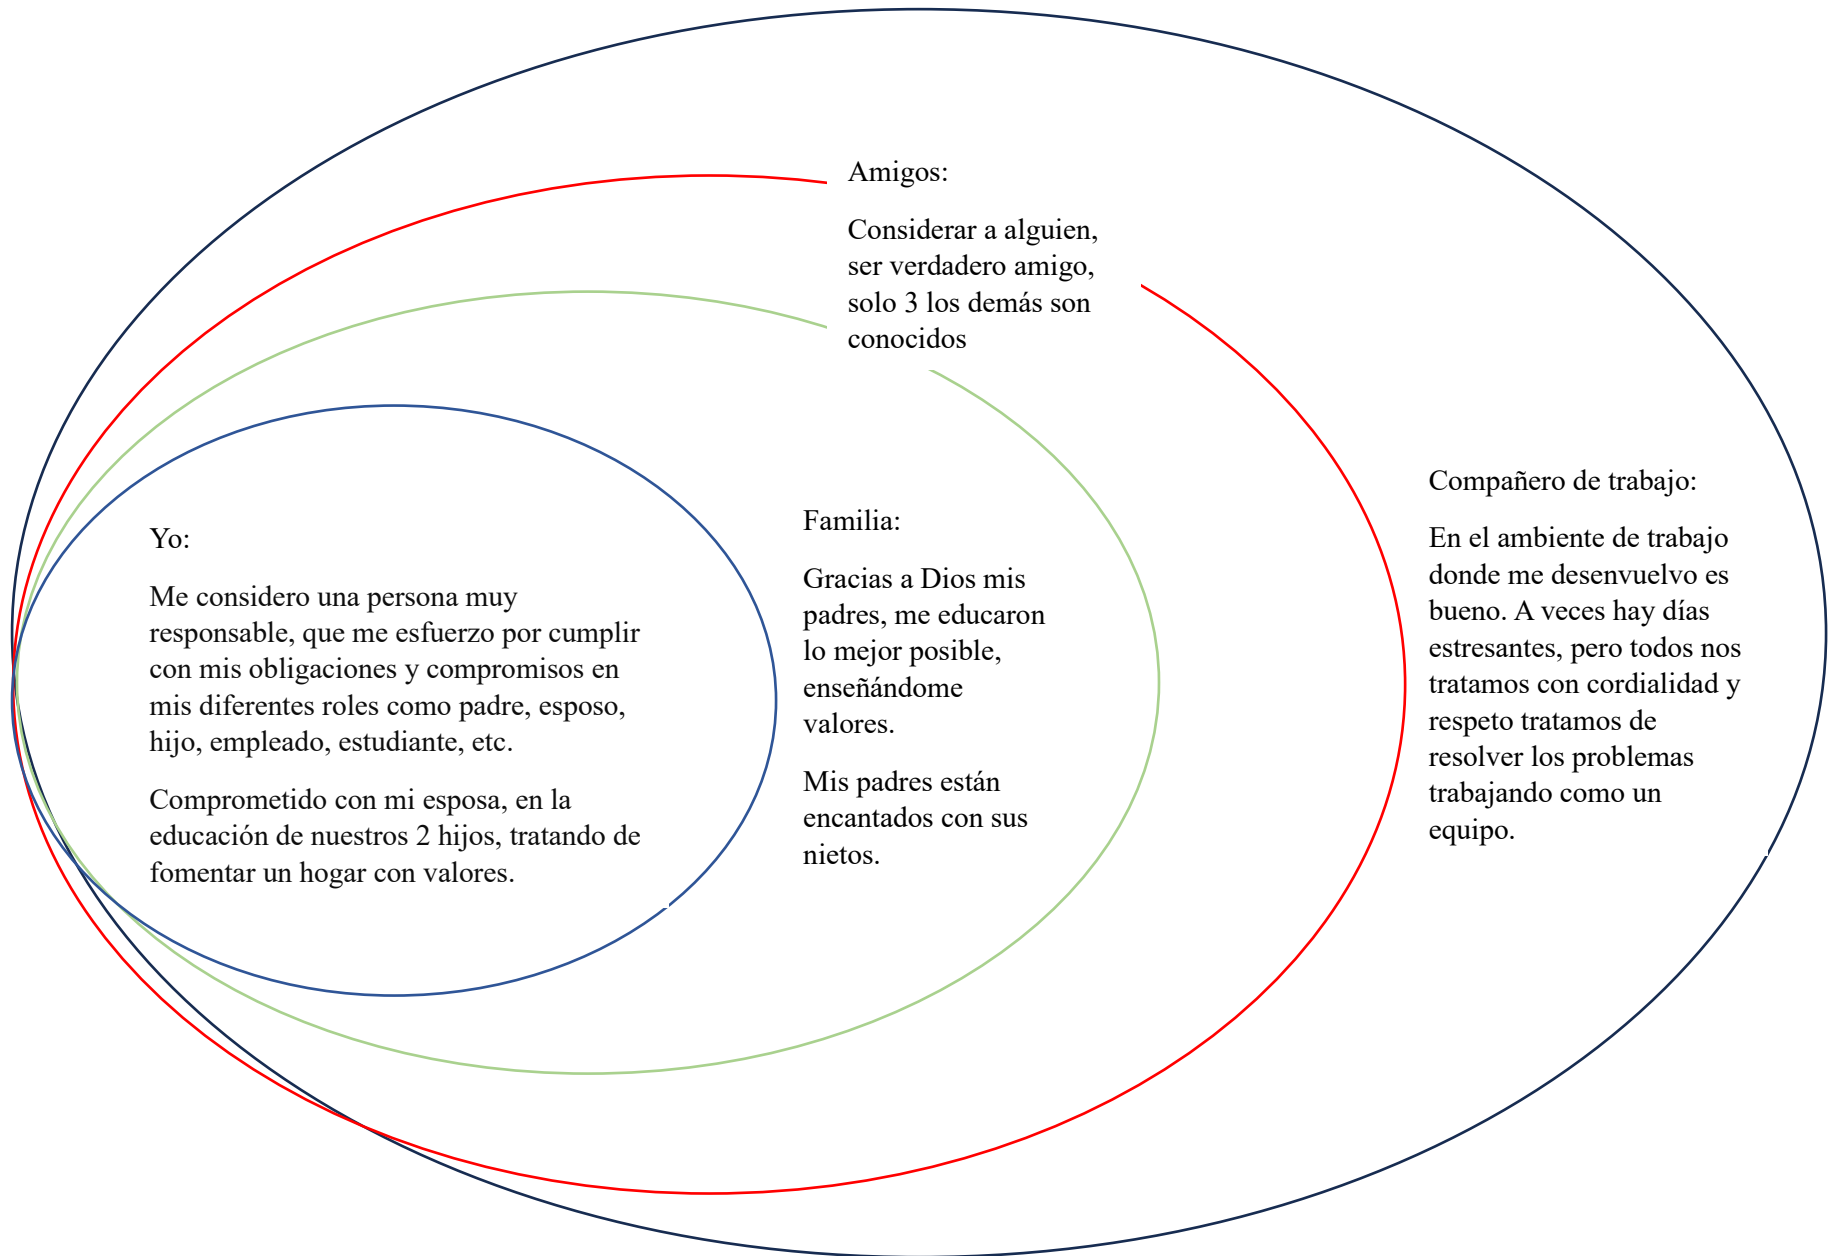 Amigos:
Considerar a alguien,
ser verdadero amigo,
solo 3 los demás son
conocidos
Yo:
Me considero una persona muy
responsable, que me esfuerzo por cumplir
con mis obligaciones y compromisos en
mis diferentes roles como padre, esposo,
hijo, empleado, estudiante, etc.
Comprometido con mi esposa, en la
educación de nuestros 2 hijos, tratando de
fomentar un hogar con valores.
Familia:
Gracias a Dios mis
padres, me educaron
lo mejor posible,
enseñándome
valores.
Mis padres están
encantados con sus
nietos.
Compañero de trabajo:
En el ambiente de trabajo
donde me desenvuelvo es
bueno. A veces hay días
estresantes, pero todos nos
tratamos con cordialidad y
respeto tratamos de
resolver los problemas
trabajando como un
equipo.